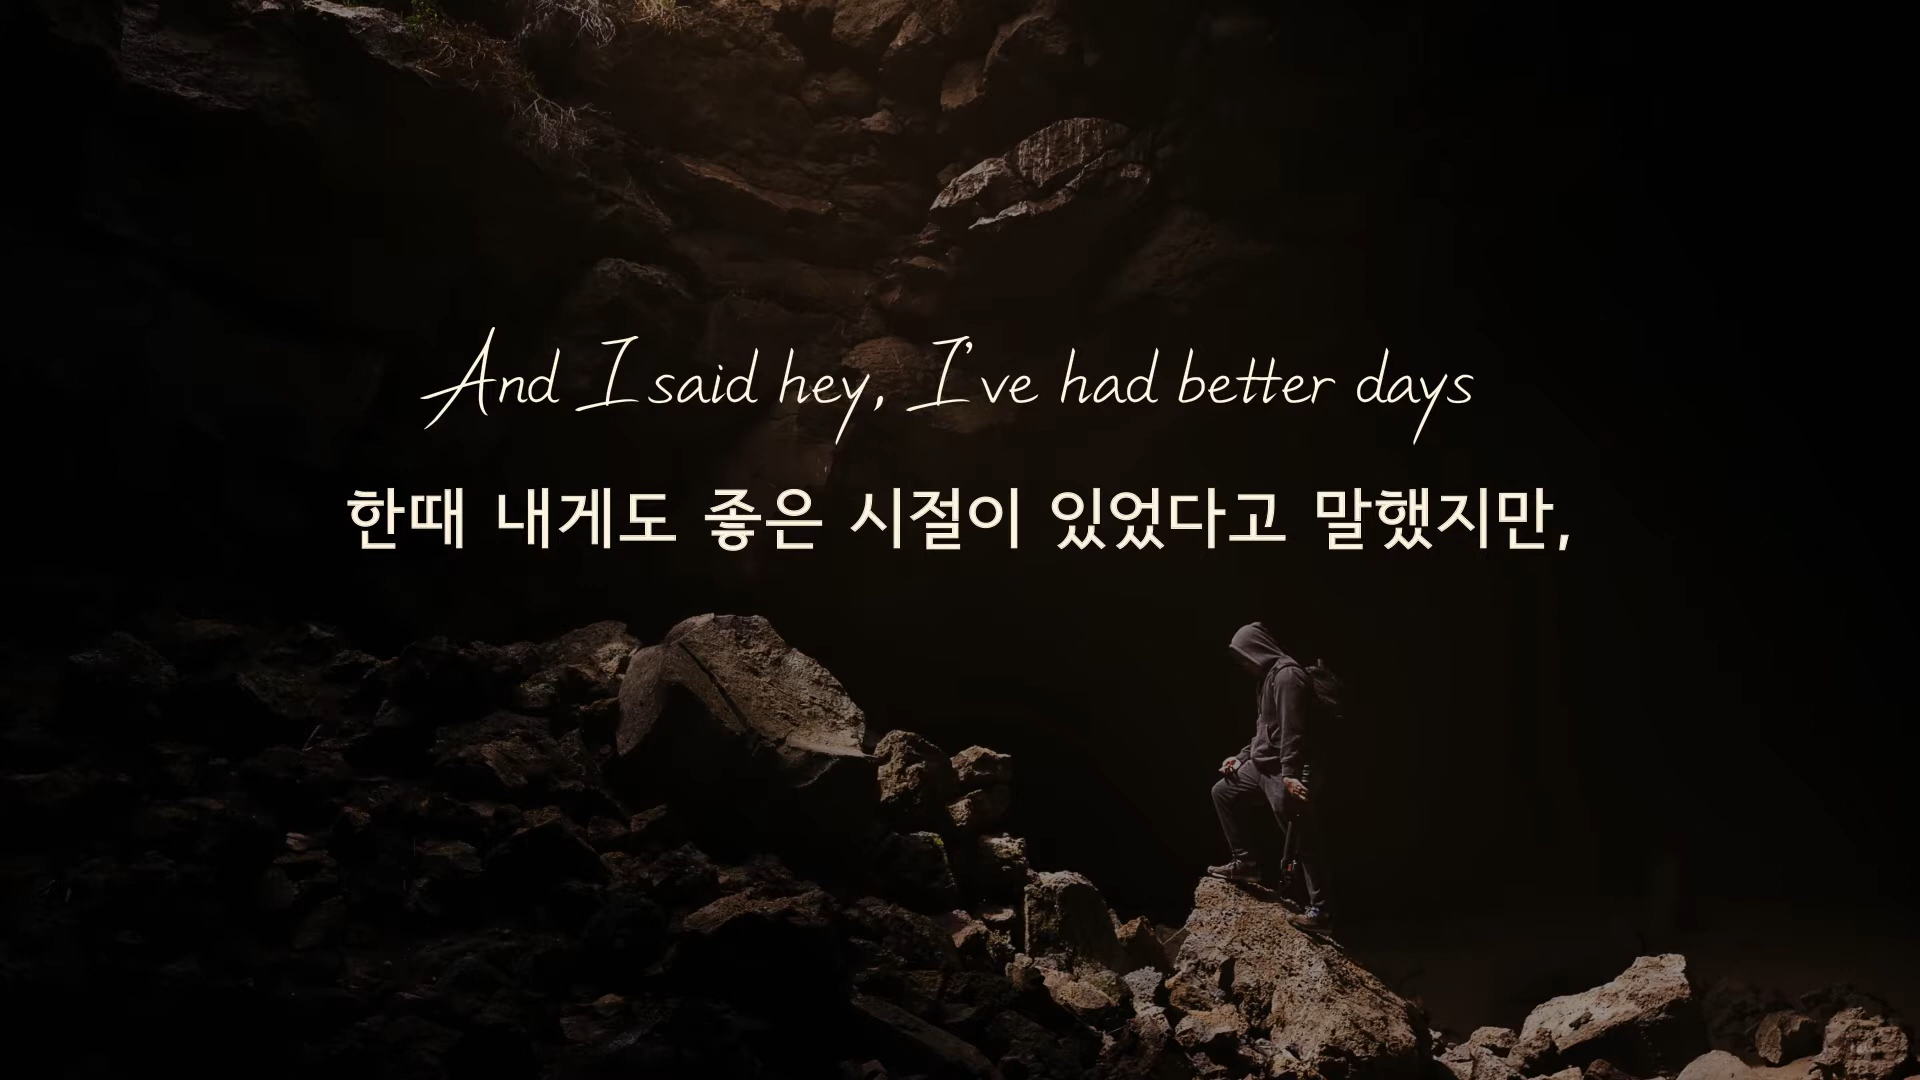 And I said hey, I've had better days
한때 내게도 좋은 시절이 있었다고 말했지만,